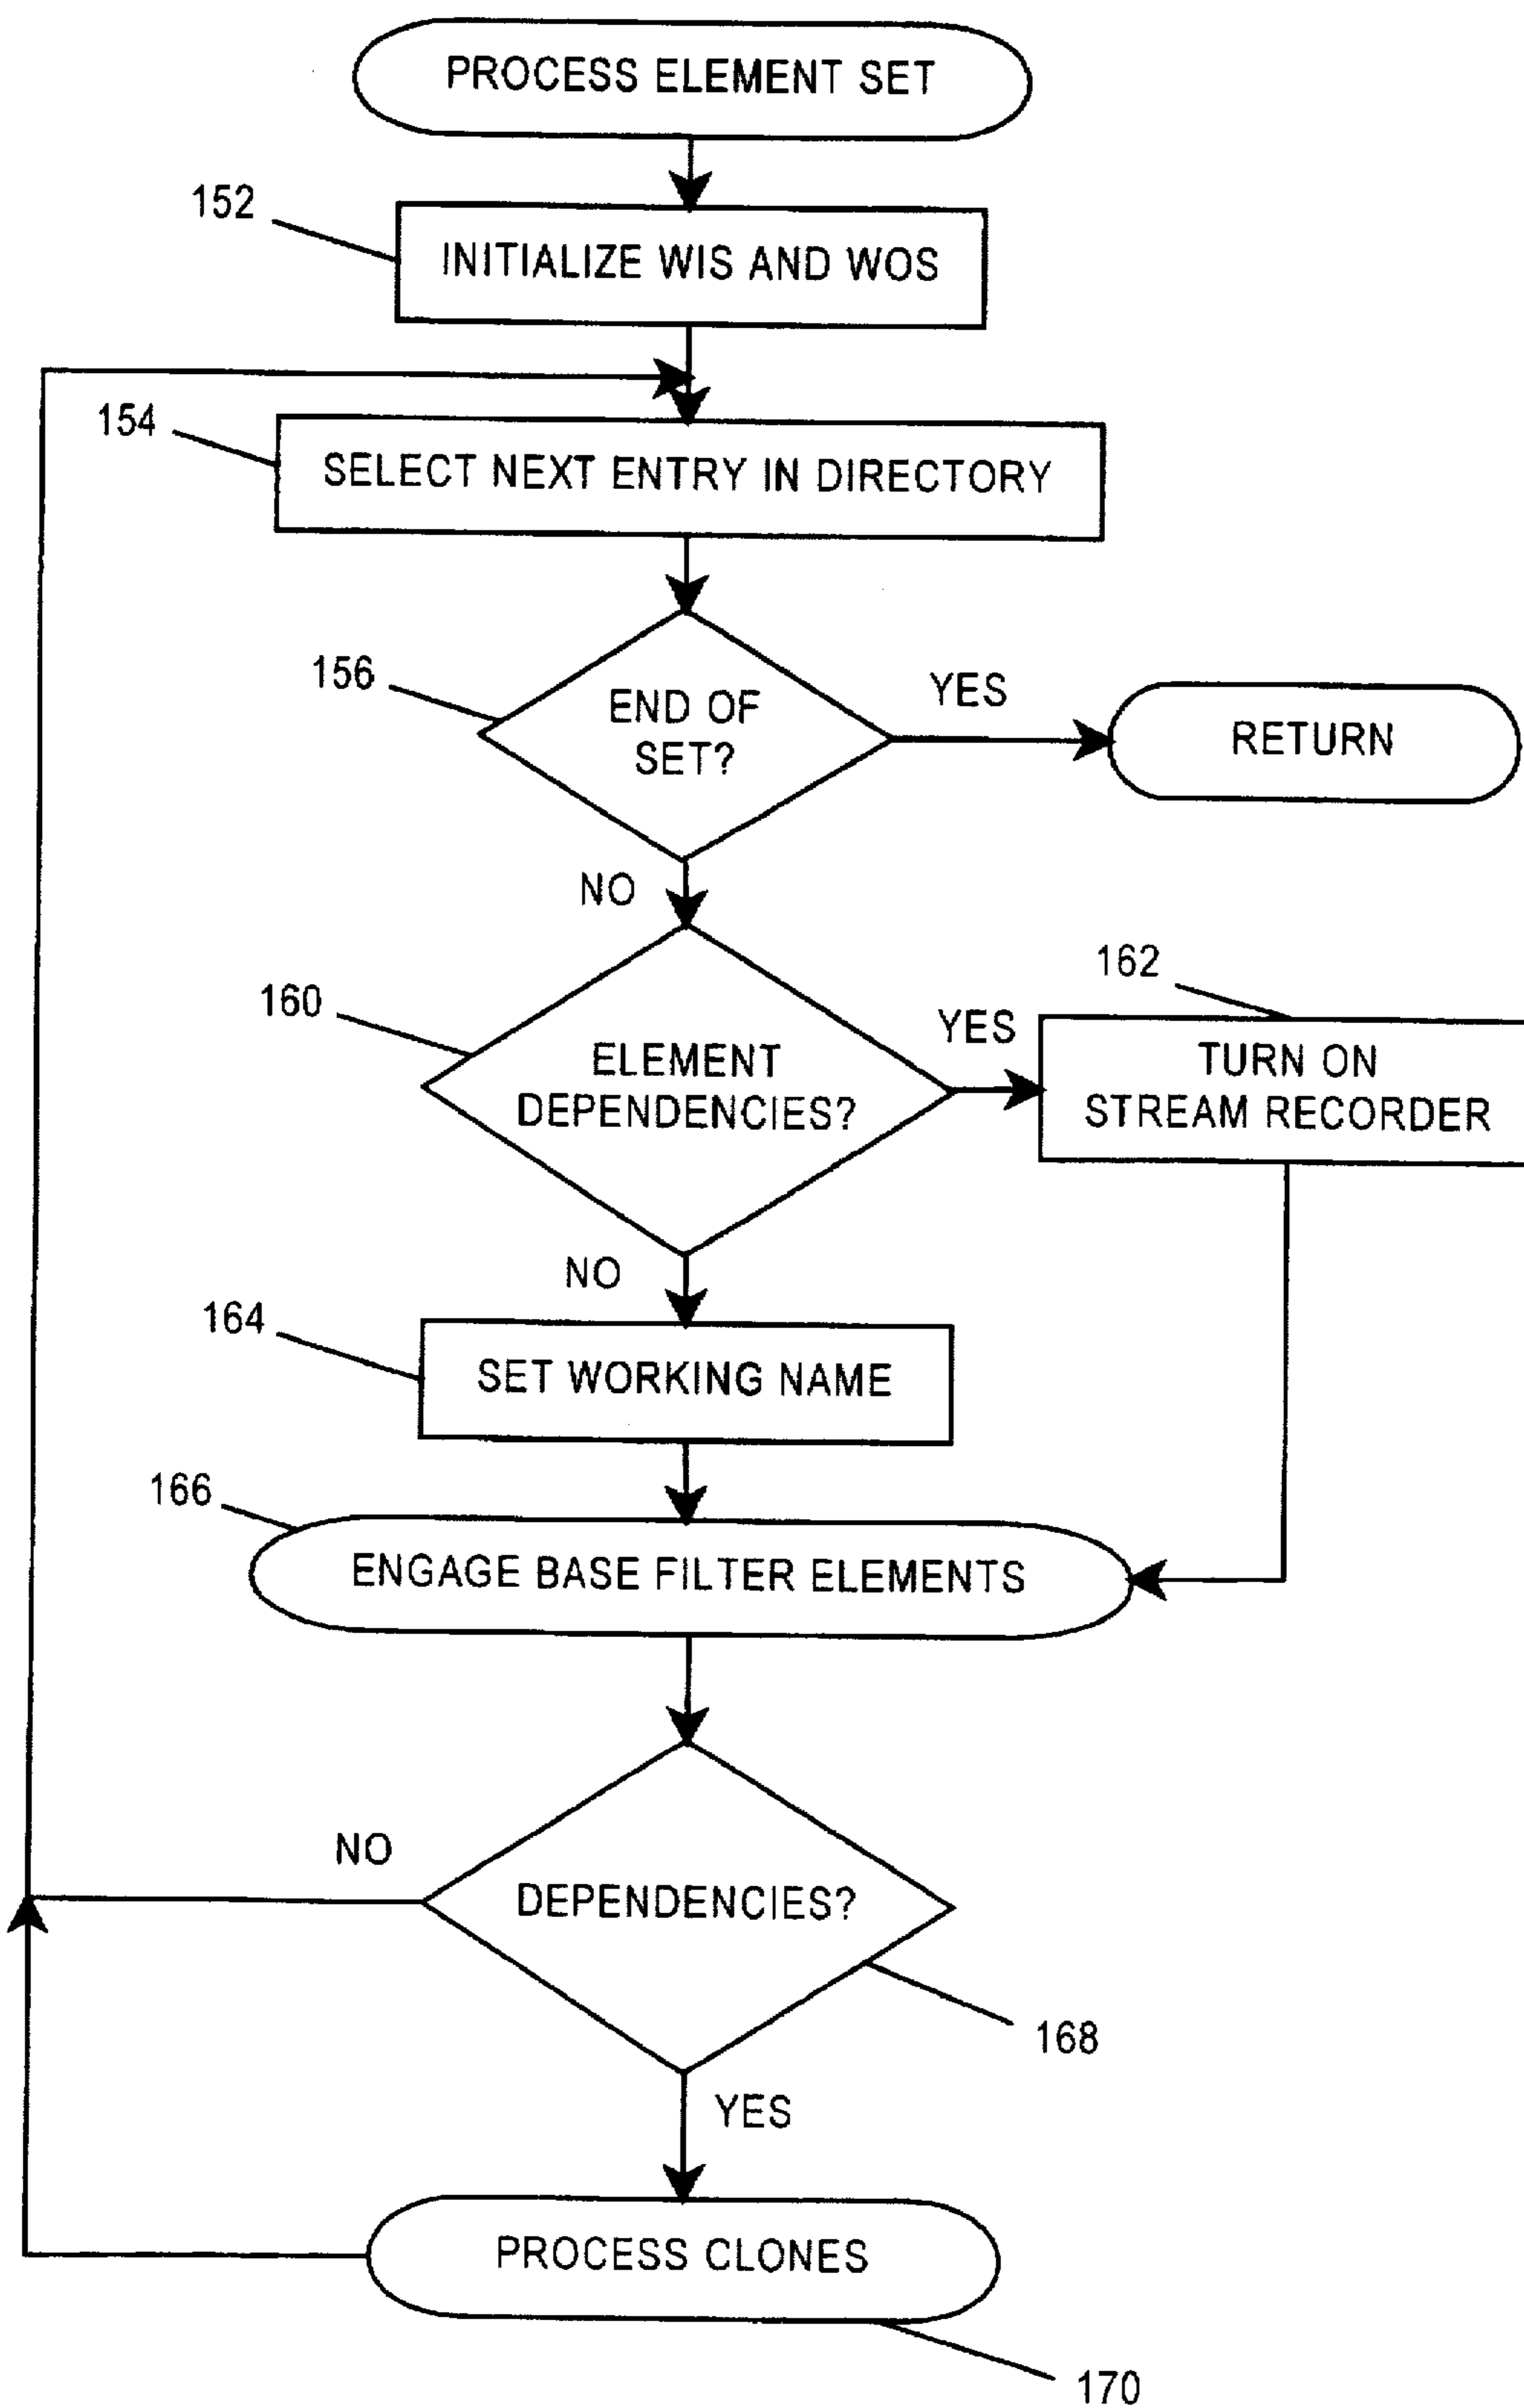 PROCESS ELEMENT SET
152
INITIALIZE WIS AND WOS
154
SELECT NEXT ENTRY IN DIRECTORY
156
END OF
SET?
YES
RETURN
NO
160
ELEMENT
DEPENDENCIES?
YES
162
TURN ON
STREAM RECORDER
NO
164
SET WORKING NAME
166
ENGAGE BASE FILTER ELEMENTS
NO
DEPENDENCIES?
168
YES
PROCESS CLONES
170